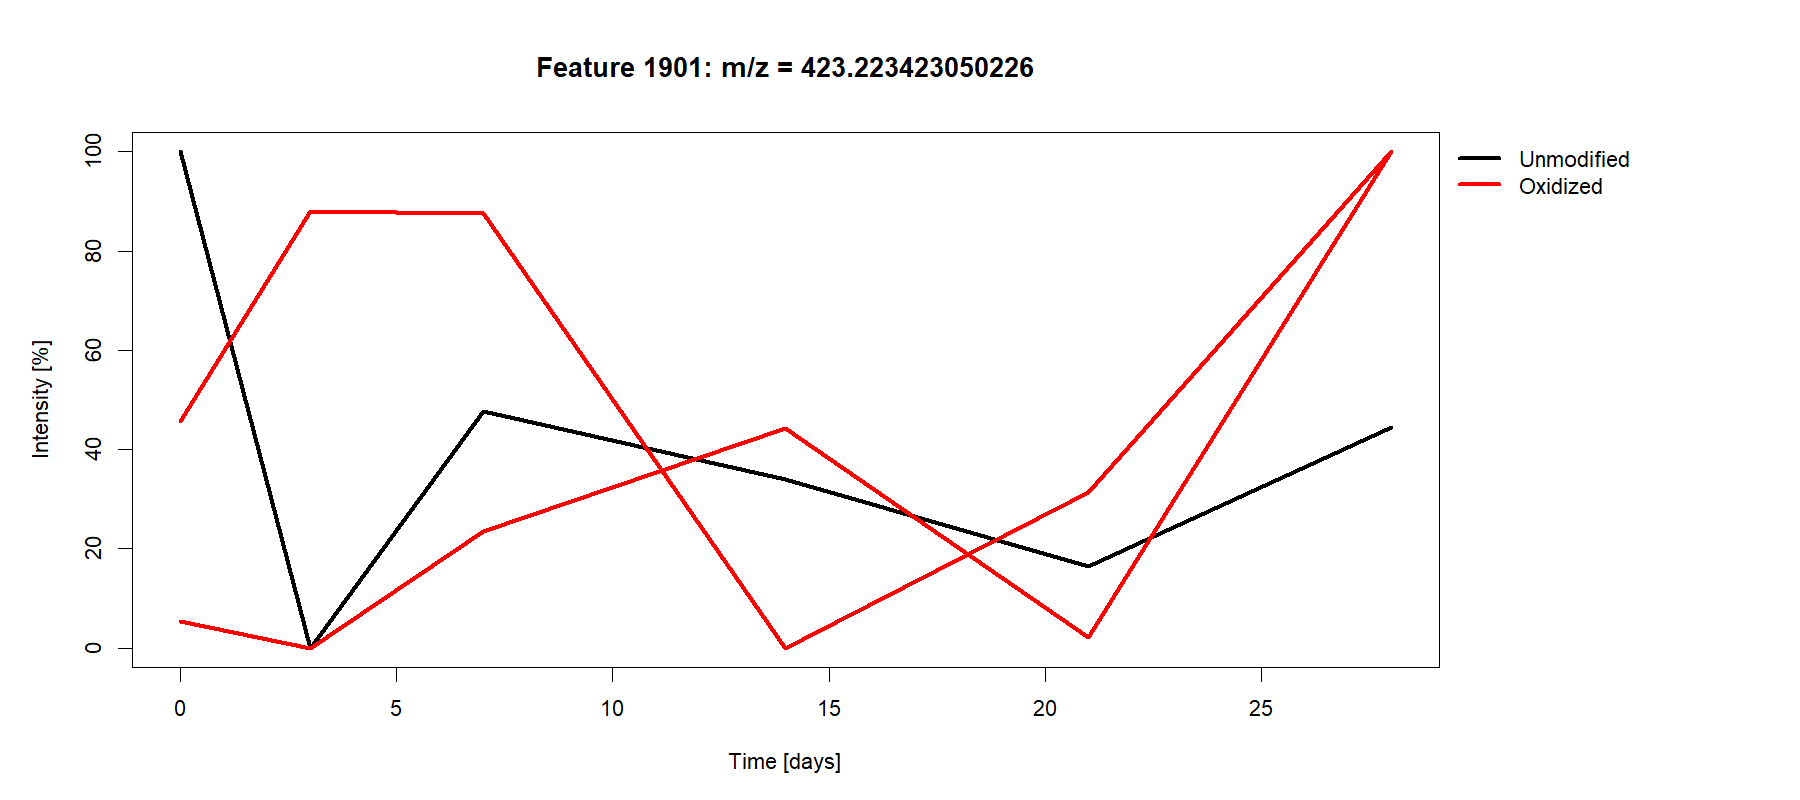 Feature 1901: m/z = 423.223423050226
Unmodified
Oxidized
Intensity [%]
100
80
60
40
20
0
0 5 10 15 20 25
Time [days]